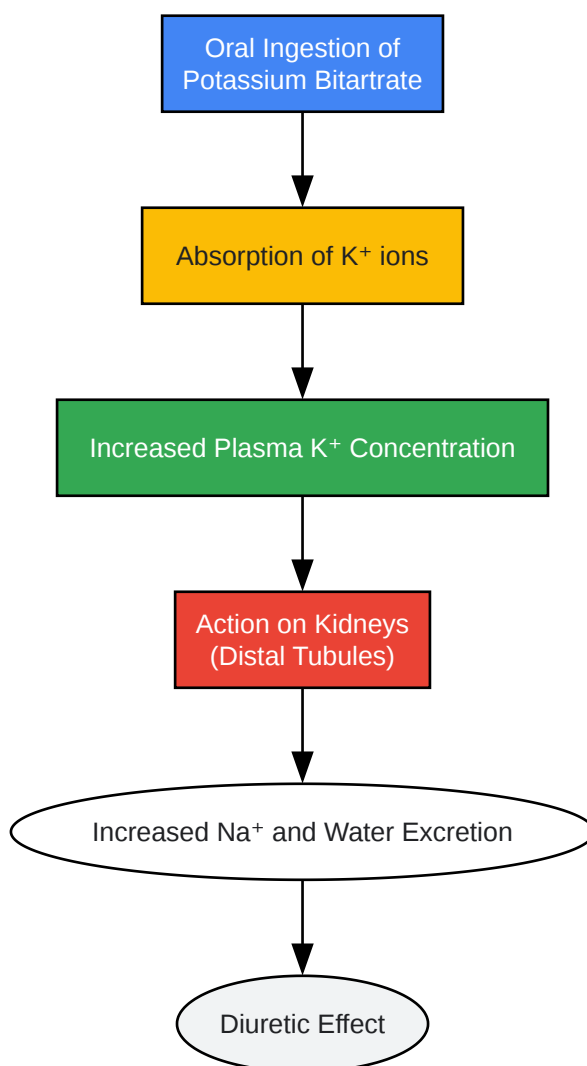 Oral Ingestion of
Potassium Bitartrate
Absorption of K⁺ ions
Increased Plasma K⁺ Concentration
Action on Kidneys
(Distal Tubules)
Increased Na⁺ and Water Excretion
Diuretic Effect